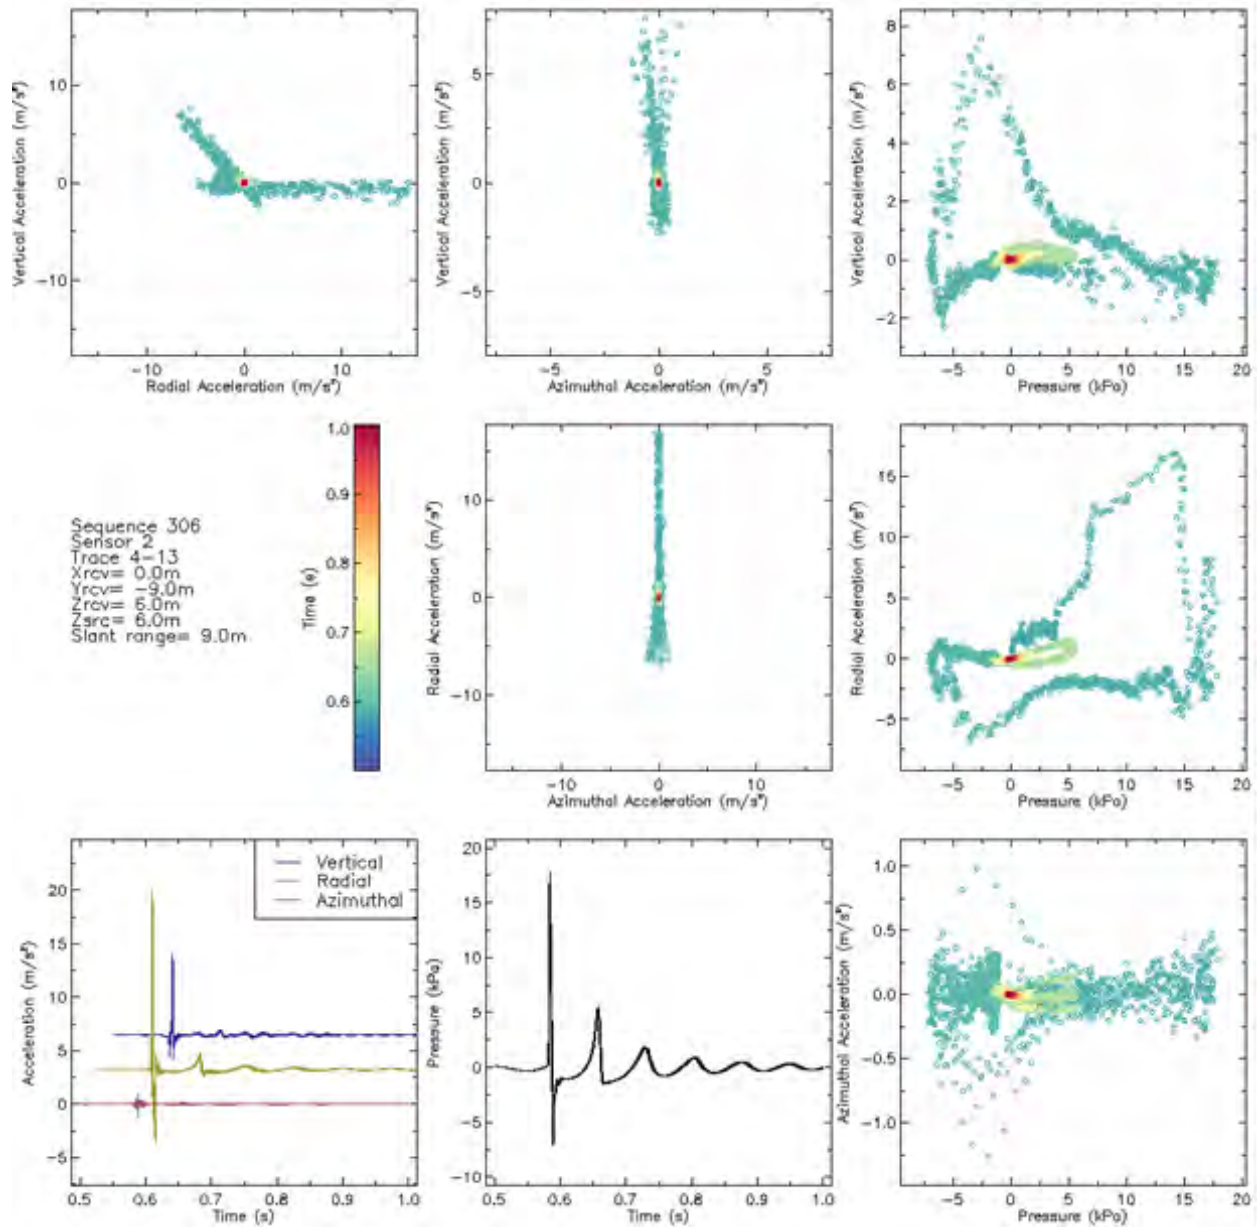 10
0
-10
Vertical Acceleration (m/s²)
-10
0
10
Radial Acceleration (m/s²)
5
0
-5
Vertical Acceleration (m/s²)
-5
0
5
Azimuthal Acceleration (m/s²)
8
6
4
2
0
-2
Vertical Acceleration (m/s²)
-5
0
5
10
15
20
Pressure (kPa)
Sequence 306
Sensor 2
Trace 4-13
Xrcv= 0.0m
Yrcv= -9.0m
Zrcv= 6.0m
Zsrc= 6.0m
Slant range= 9.0m
1.0
0.9
0.8
0.7
0.6
Time (s)
10
0
-10
Radial Acceleration (m/s²)
-10
0
10
Azimuthal Acceleration (m/s²)
15
10
5
0
-5
Radial Acceleration (m/s²)
-5
0
5
10
15
20
Pressure (kPa)
Vertical
Radial
Azimuthal
20
15
10
5
0
-5
Acceleration (m/s²)
0.5
0.6
0.7
0.8
0.9
1.0
Time (s)
20
15
10
5
0
-5
-10
Pressure (kPa)
0.5
0.6
0.7
0.8
0.9
1.0
Time (s)
1.0
0.5
0.0
-0.5
-1.0
Azimuthal Acceleration (m/s²)
-5
0
5
10
15
20
Pressure (kPa)